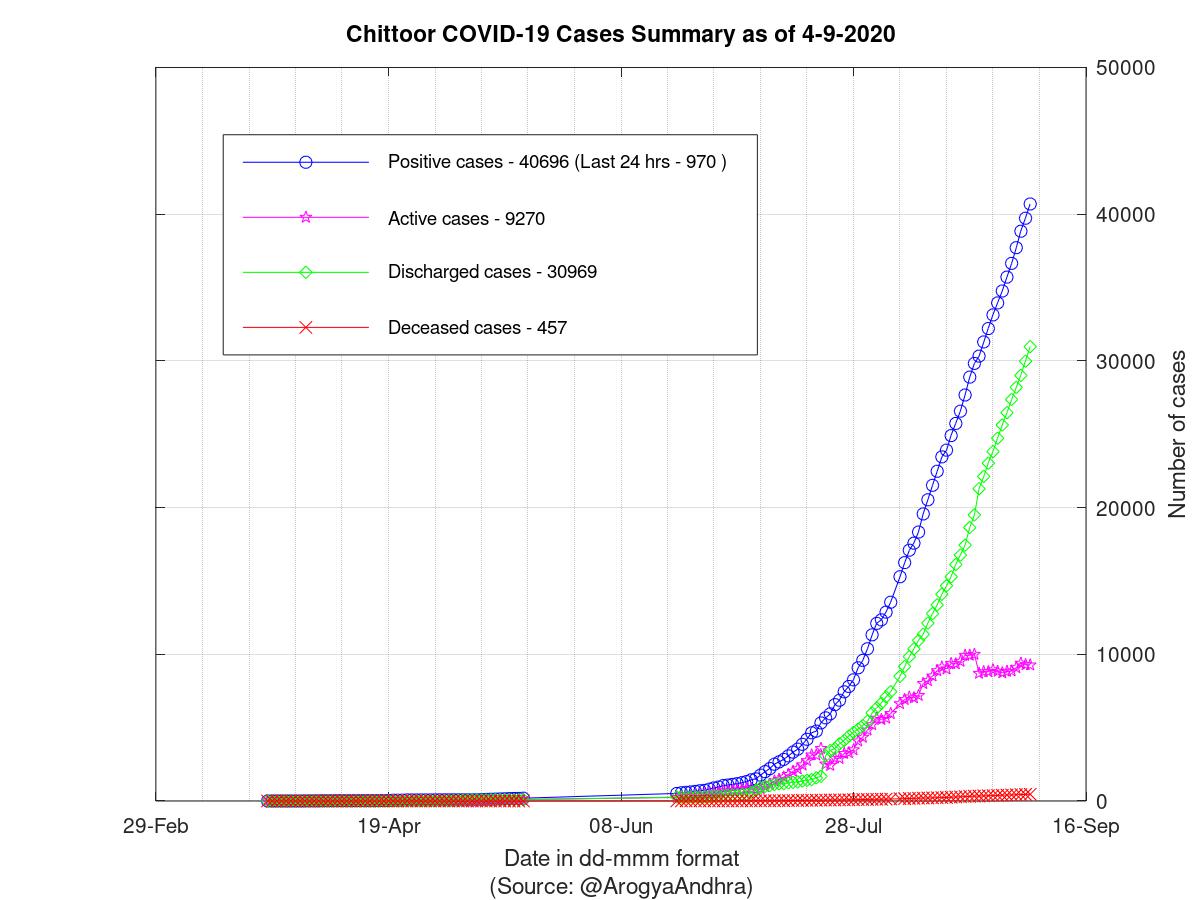 Chittoor COVID-19 Cases Summary as of 4-9-2020
Positive cases - 40696 (Last 24 hrs - 970 )
Active cases - 9270
Discharged cases - 30969
Deceased cases - 457
50000
40000
30000
20000
10000
0
Number of cases
29-Feb
19-Apr
08-Jun
28-Jul
16-Sep
Date in dd-mmm format
(Source: @ArogyaAndhra)